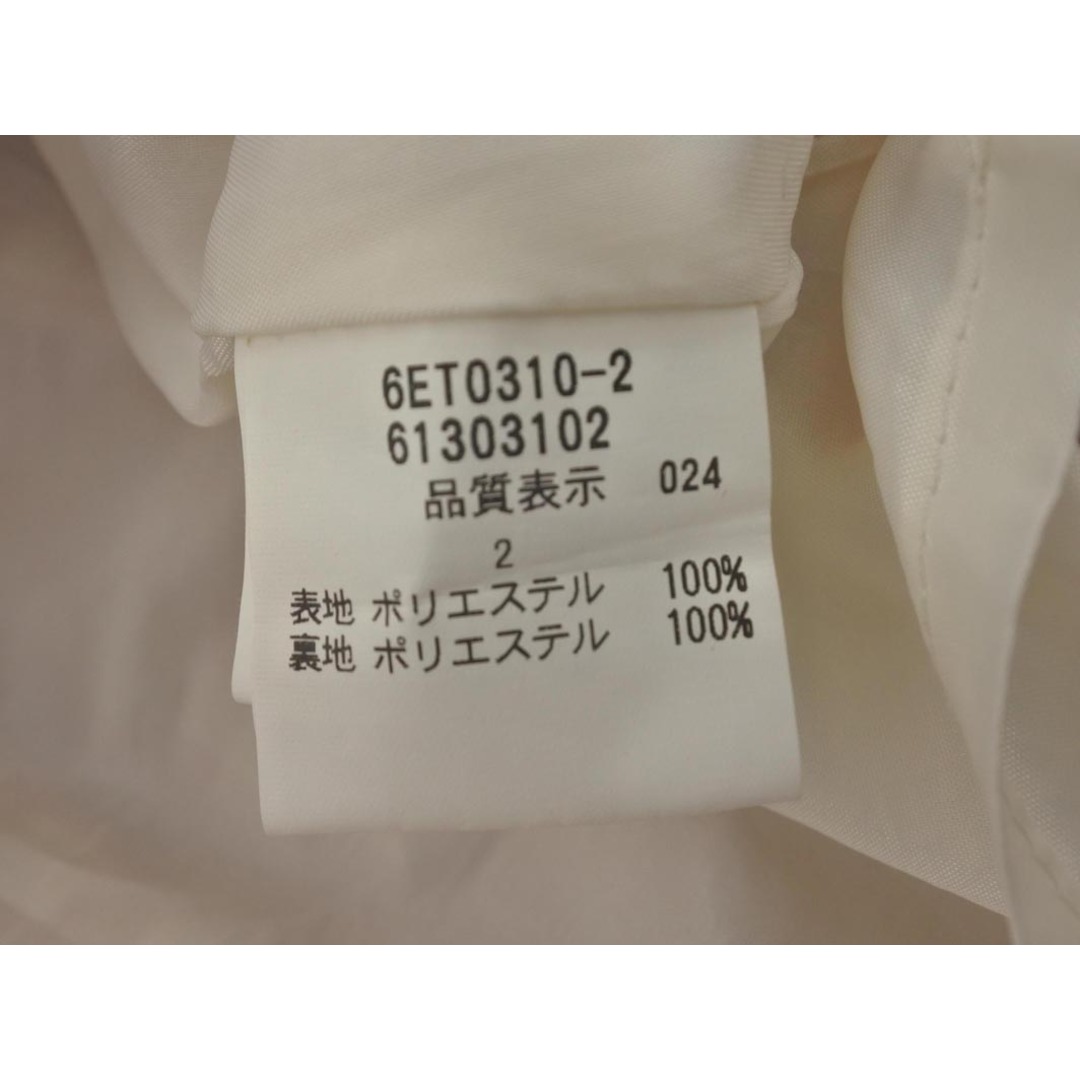 6ET0310-2
61303102
品質表示 024
2
表地 ポリエステル 100%
裏地 ポリエステル 100%